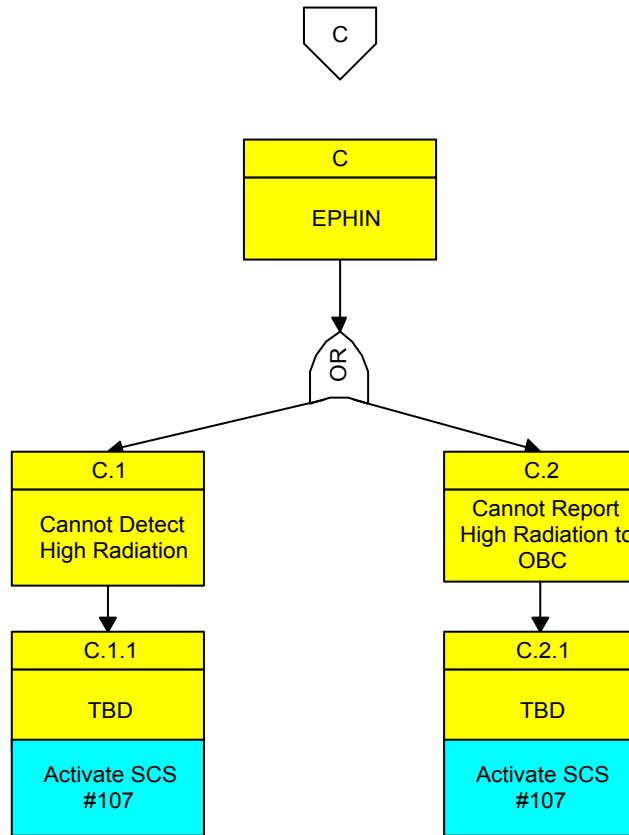 C
C
EPHIN
OR
C.1
Cannot Detect
High Radiation
C.2
Cannot Report
High Radiation to
OBC
C.1.1
TBD
Activate SCS
#107
C.2.1
TBD
Activate SCS
#107